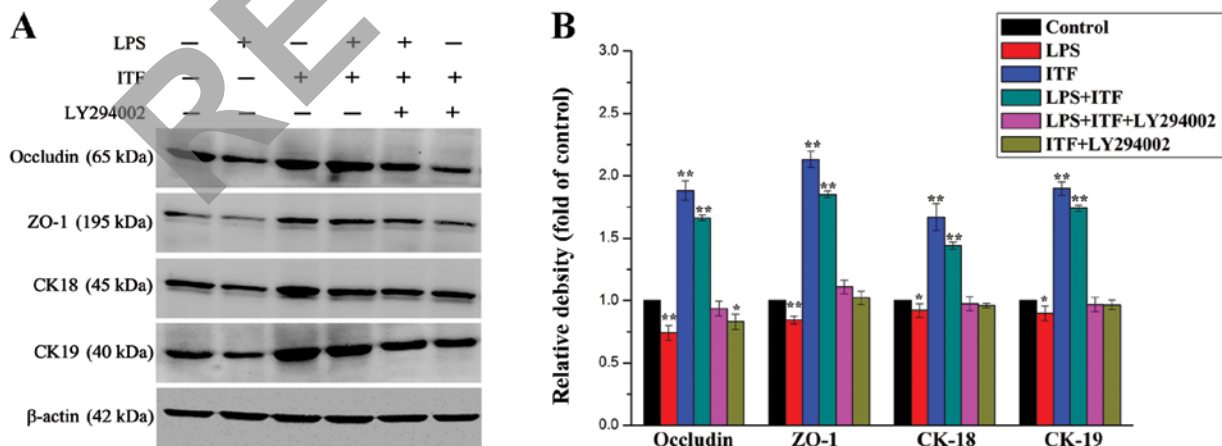 A
LPS — + — + + —
ITF — — + + + +
LY294002 — — — — + +
Occludin (65 kDa)
ZO-1 (195 kDa)
CK18 (45 kDa)
CK19 (40 kDa)
β-actin (42 kDa)
RE
B
Control
LPS
ITF
LPS+ITF
LPS+ITF+LY294002
ITF+LY294002
Relative debsity (fold of control)
3.0
2.5
2.0
1.5
1.0
0.5
0.0
** ** ** *
** ** **
* ** **
* ** **
Occludin ZO-1 CK-18 CK-19